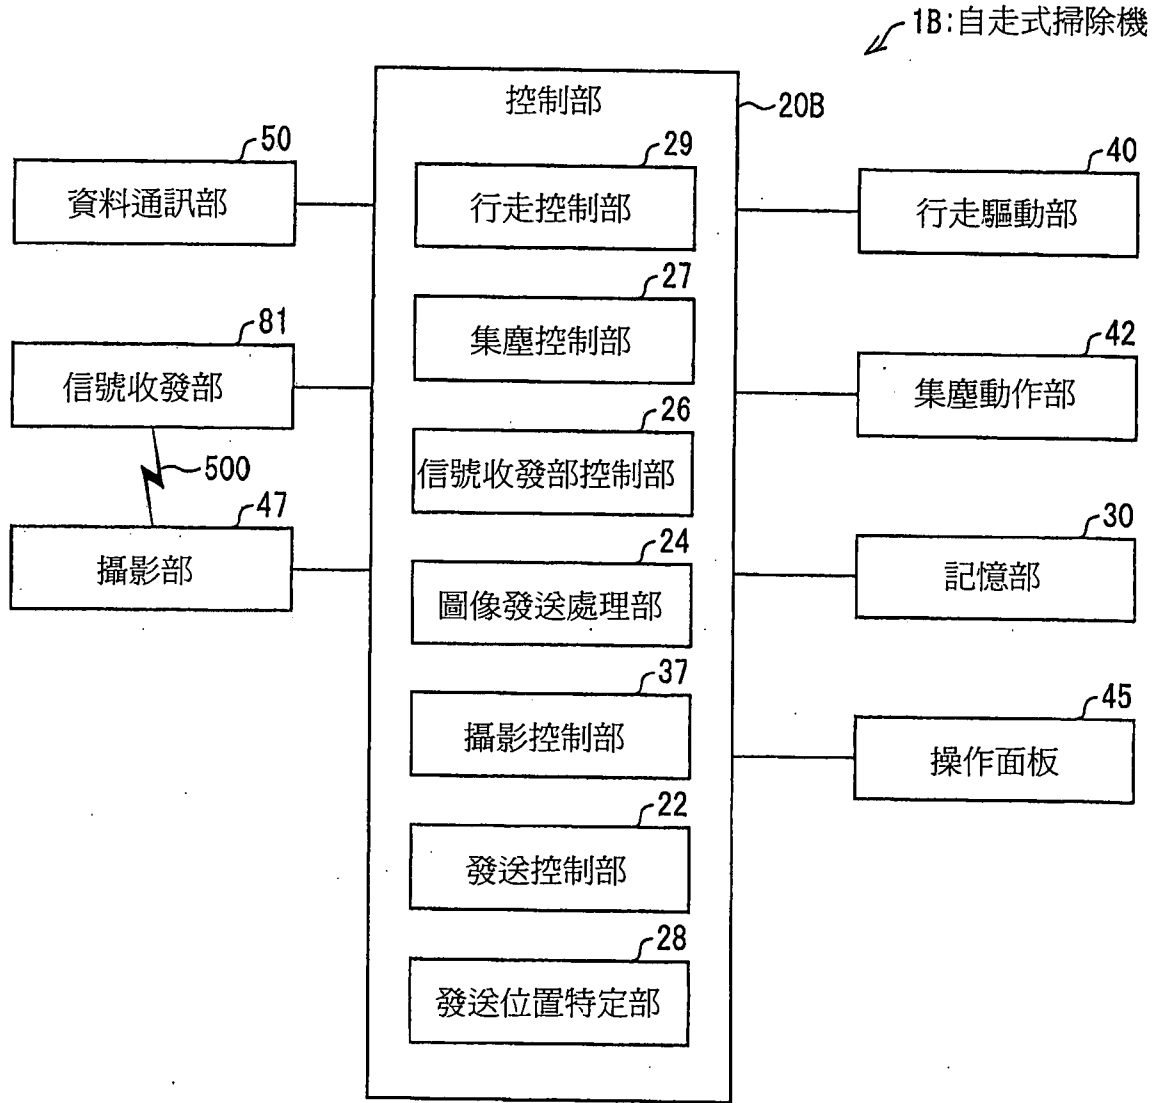 1B:自走式掃除機
控制部
20B
50
資料通訊部
81
信號收發部
500
47
攝影部
29
行走控制部
27
集塵控制部
26
信號收發部控制部
24
圖像發送處理部
37
攝影控制部
22
發送控制部
28
發送位置特定部
40
行走驅動部
42
集塵動作部
30
記憶部
45
操作面板